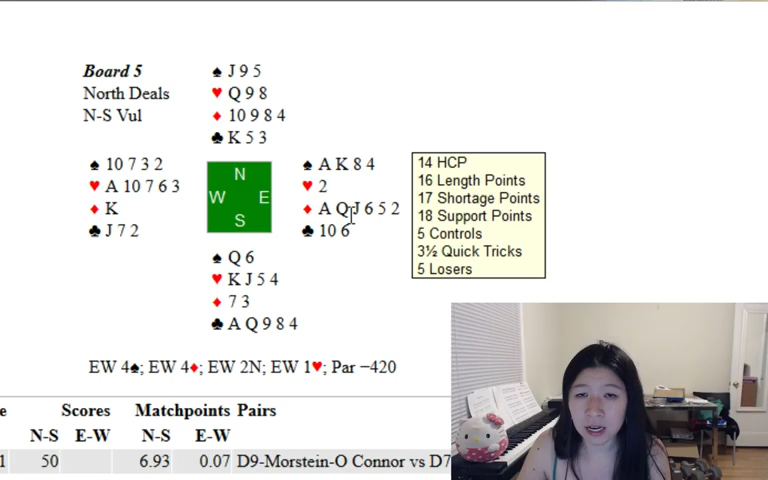 Board 5
North Deals
N-S Vul
♠ J 9 5
♥ Q 9 8
♦ 10 9 8 4
♣ K 5 3
♠ 10 7 3 2
♥ A 10 7 6 3
♦ K
♣ J 7 2
N
W E
S
♠ A K 8 4
♥ 2
♦ A Q J 6 5 2
♣ 10 6
14 HCP
16 Length Points
17 Shortage Points
18 Support Points
5 Controls
3½ Quick Tricks
5 Losers
♠ Q 6
♥ K J 5 4
♦ 7 3
♣ A Q 9 8 4
EW 4♠; EW 4♦; EW 2N; EW 1♥; Par −420
Scores Matchpoints Pairs
N-S E-W N-S E-W
50 6.93 0.07 D9-Morstein-O Connor vs D7